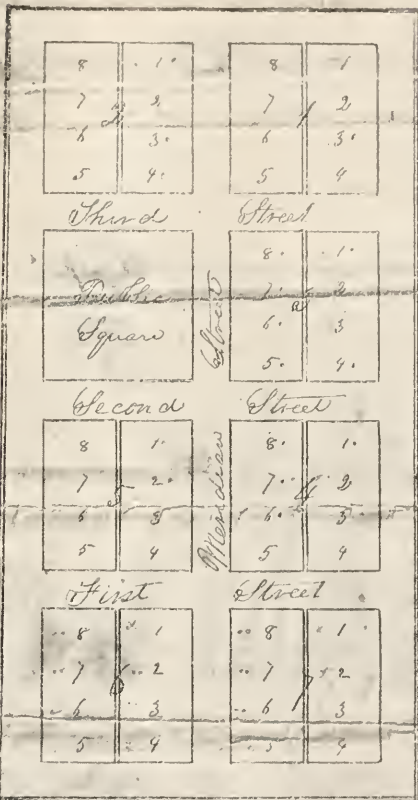 8 1 8 1
7 2 2 7 1 2
6 3 6 3
5 4 5 4
Third Street
Public
Square
8 1
7 2
6 3
5 4
Meridian Street
Second Street
8 1 8 1
7 5 2 7 4 2
6 3 6 3
5 4 5 4
First Street
8 1 8 1
7 6 2 7 7 2
6 3 6 3
5 4 5 4